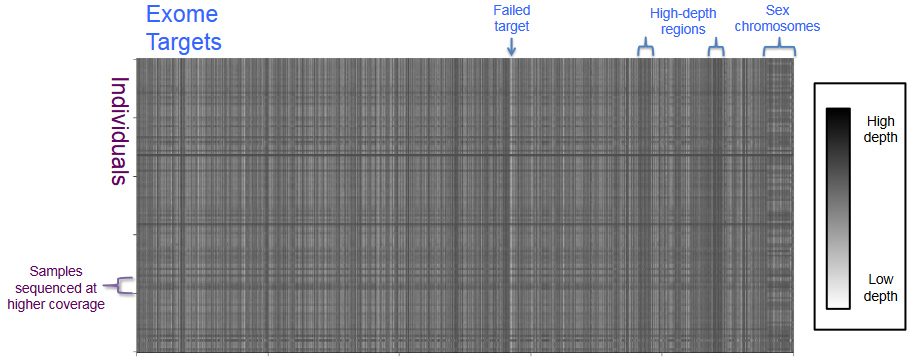 Exome
Targets
Failed
target
High-depth
regions
Sex
chromosomes
Individuals
High
depth
Low
depth
Samples
sequenced at
higher coverage